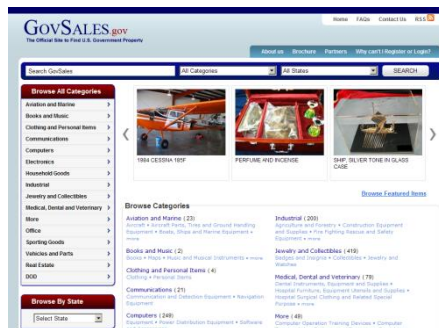 Home FAQs Contact Us RSS
GovSales.gov
The Official Site to Find U.S. Government Property
About us Brochure Partners Why can't I Register or Login?
Search GovSales All Categories All States SEARCH
Browse All Categories
Aviation and Marine
Books and Music
Clothing and Personal Items
Communications
Computers
Electronics
Household Goods
Industrial
Jewelry and Collectibles
Medical, Dental and Veterinary
More
Office
Sporting Goods
Vehicles and Parts
Real Estate
DOD
Browse By State
Select State
1984 CESSNA 185F
PERFUME AND INCENSE
SHIP, SILVER TONE IN GLASS
CASE
Browse Featured Items
Browse Categories
Aviation and Marine (23)
Aircraft • Aircraft Parts, Tires and Ground Handling
Equipment • Boats, Ships and Marine Equipment •
more
Books and Music (2)
Books • Maps • Music and Musical Instruments • more
Clothing and Personal Items (4)
Clothing • Personal Items
Communications (21)
Communication and Detection Equipment • Navigation
Equipment
Computers (249)
Equipment • Power Distribution Equipment • Software
Industrial (200)
Agriculture and Forestry • Construction Equipment
and Supplies • Fire Fighting Rescue and Safety
Equipment •
more
Jewelry and Collectibles (419)
Badges and Insignia • Collectibles • Jewelry and
Watches
Medical, Dental and Veterinary (78)
Dental Instruments, Equipment and Supplies •
Hospital Furniture, Equipment Utensils and Supplies •
Hospital Surgical Clothing and Related Special
Purpose • more
More (48)
Computer Operation Training Devices • Computer